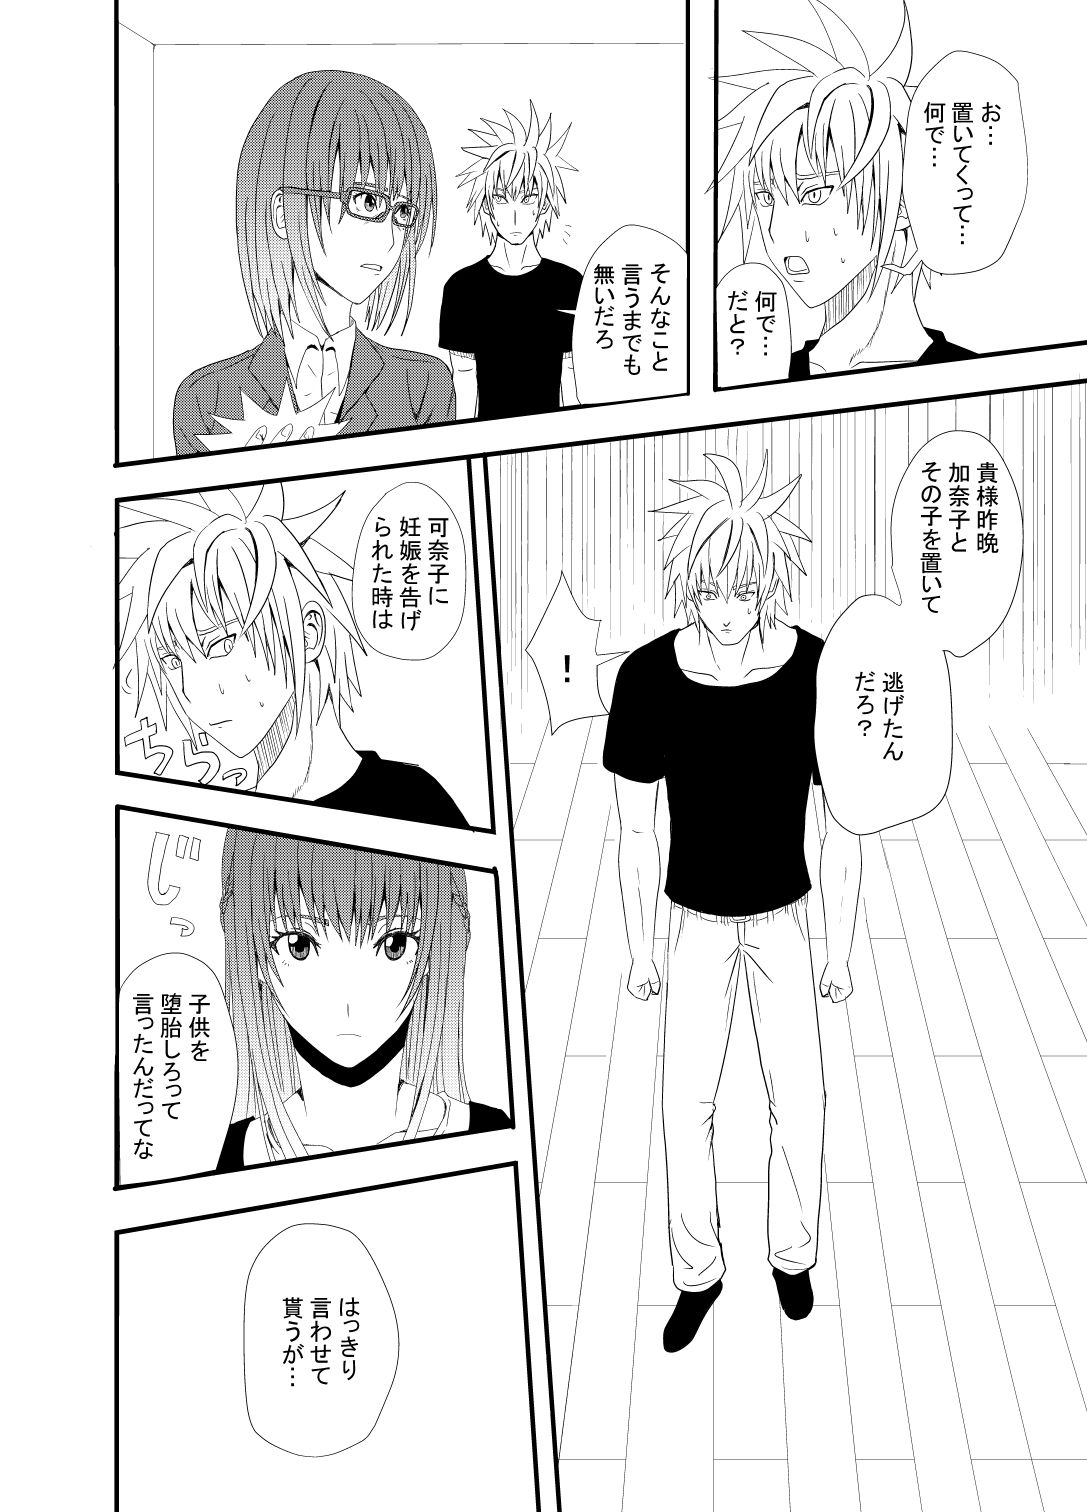 お…
置いてくって…
何で…
何で…
だと？
そんなこと
言うまでも
無いだろ
貴様昨晩
加奈子と
その子を置いて
逃げたん
だろ？
！
可奈子に
妊娠を告げ
られた時は
ちらっ
じっ
子供を
堕胎しろって
言ったんだってな
はっきり
言わせて
貰うが…